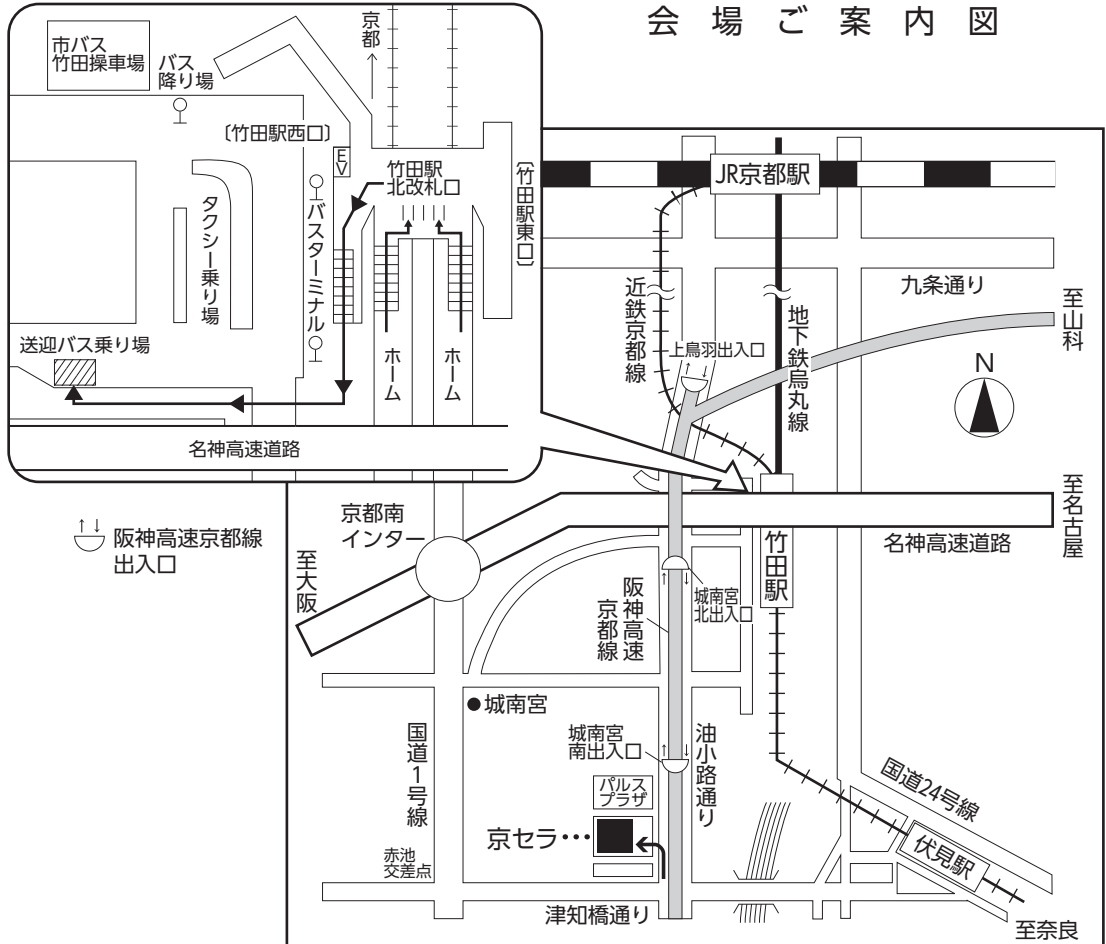 会場ご案内図
市バス
竹田操車場
バス
降り場
京都
〔竹田駅西口〕
EV
竹田駅
北改札口
〔竹田駅東口〕
タクシー乗り場
バスターミナル
送迎バス乗り場
ホーム
ホーム
名神高速道路
JR京都駅
九条通り
至山科
近鉄京都線
地下鉄烏丸線
上鳥羽出入口
N
至名古屋
京都南
インター
名神高速道路
阪神高速京都線
出入口
至大阪
竹田駅
城南宮
北出入口
阪神高速
京都線
城南宮
国道1号線
城南宮
南出入口
油小路通り
パルス
プラザ
国道24号線
京セラ…
赤池
交差点
伏見駅
津知橋通り
至奈良